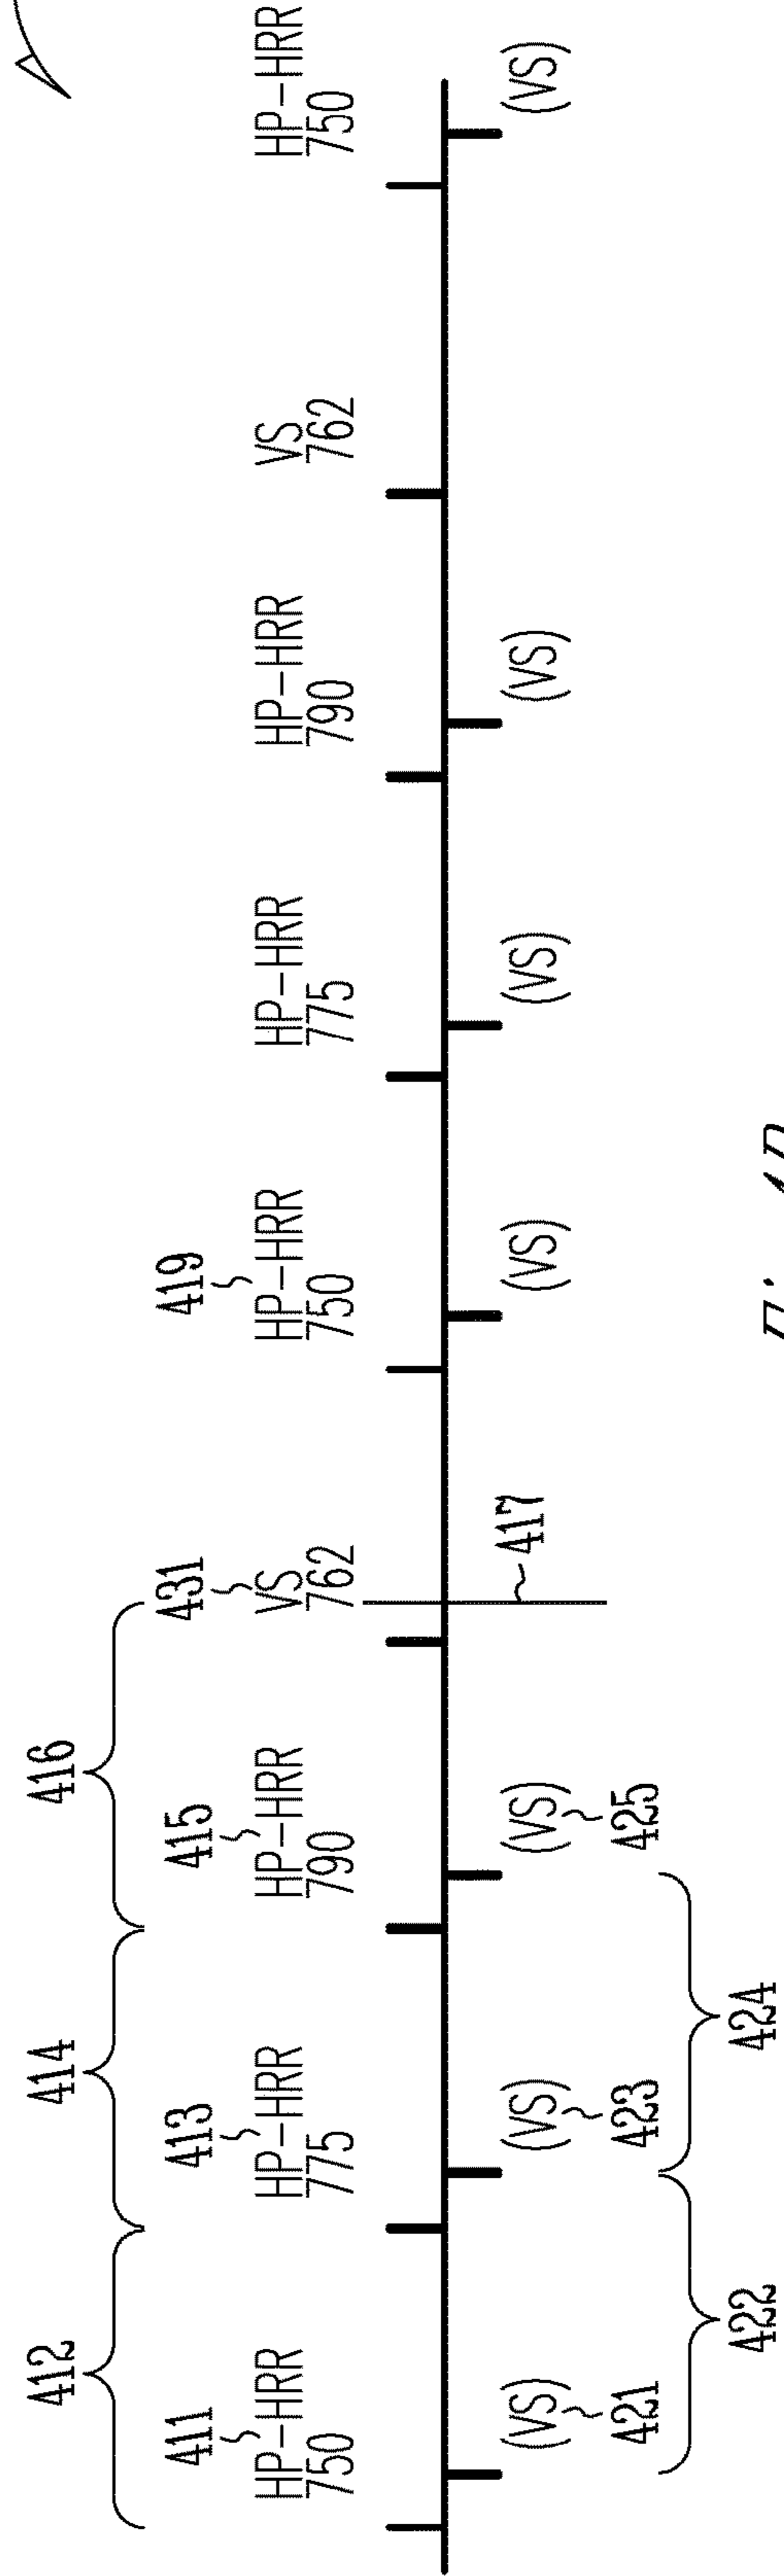 412 414 416
411 413 415 431 419
HP-HRR HP-HRR HP-HRR VS HP-HRR HP-HRR HP-HRR VS HP-HRR
750 775 790 762 750 775 790 762 750
417
(VS) (VS) (VS) (VS) (VS) (VS) (VS)
421 423 425
422 424